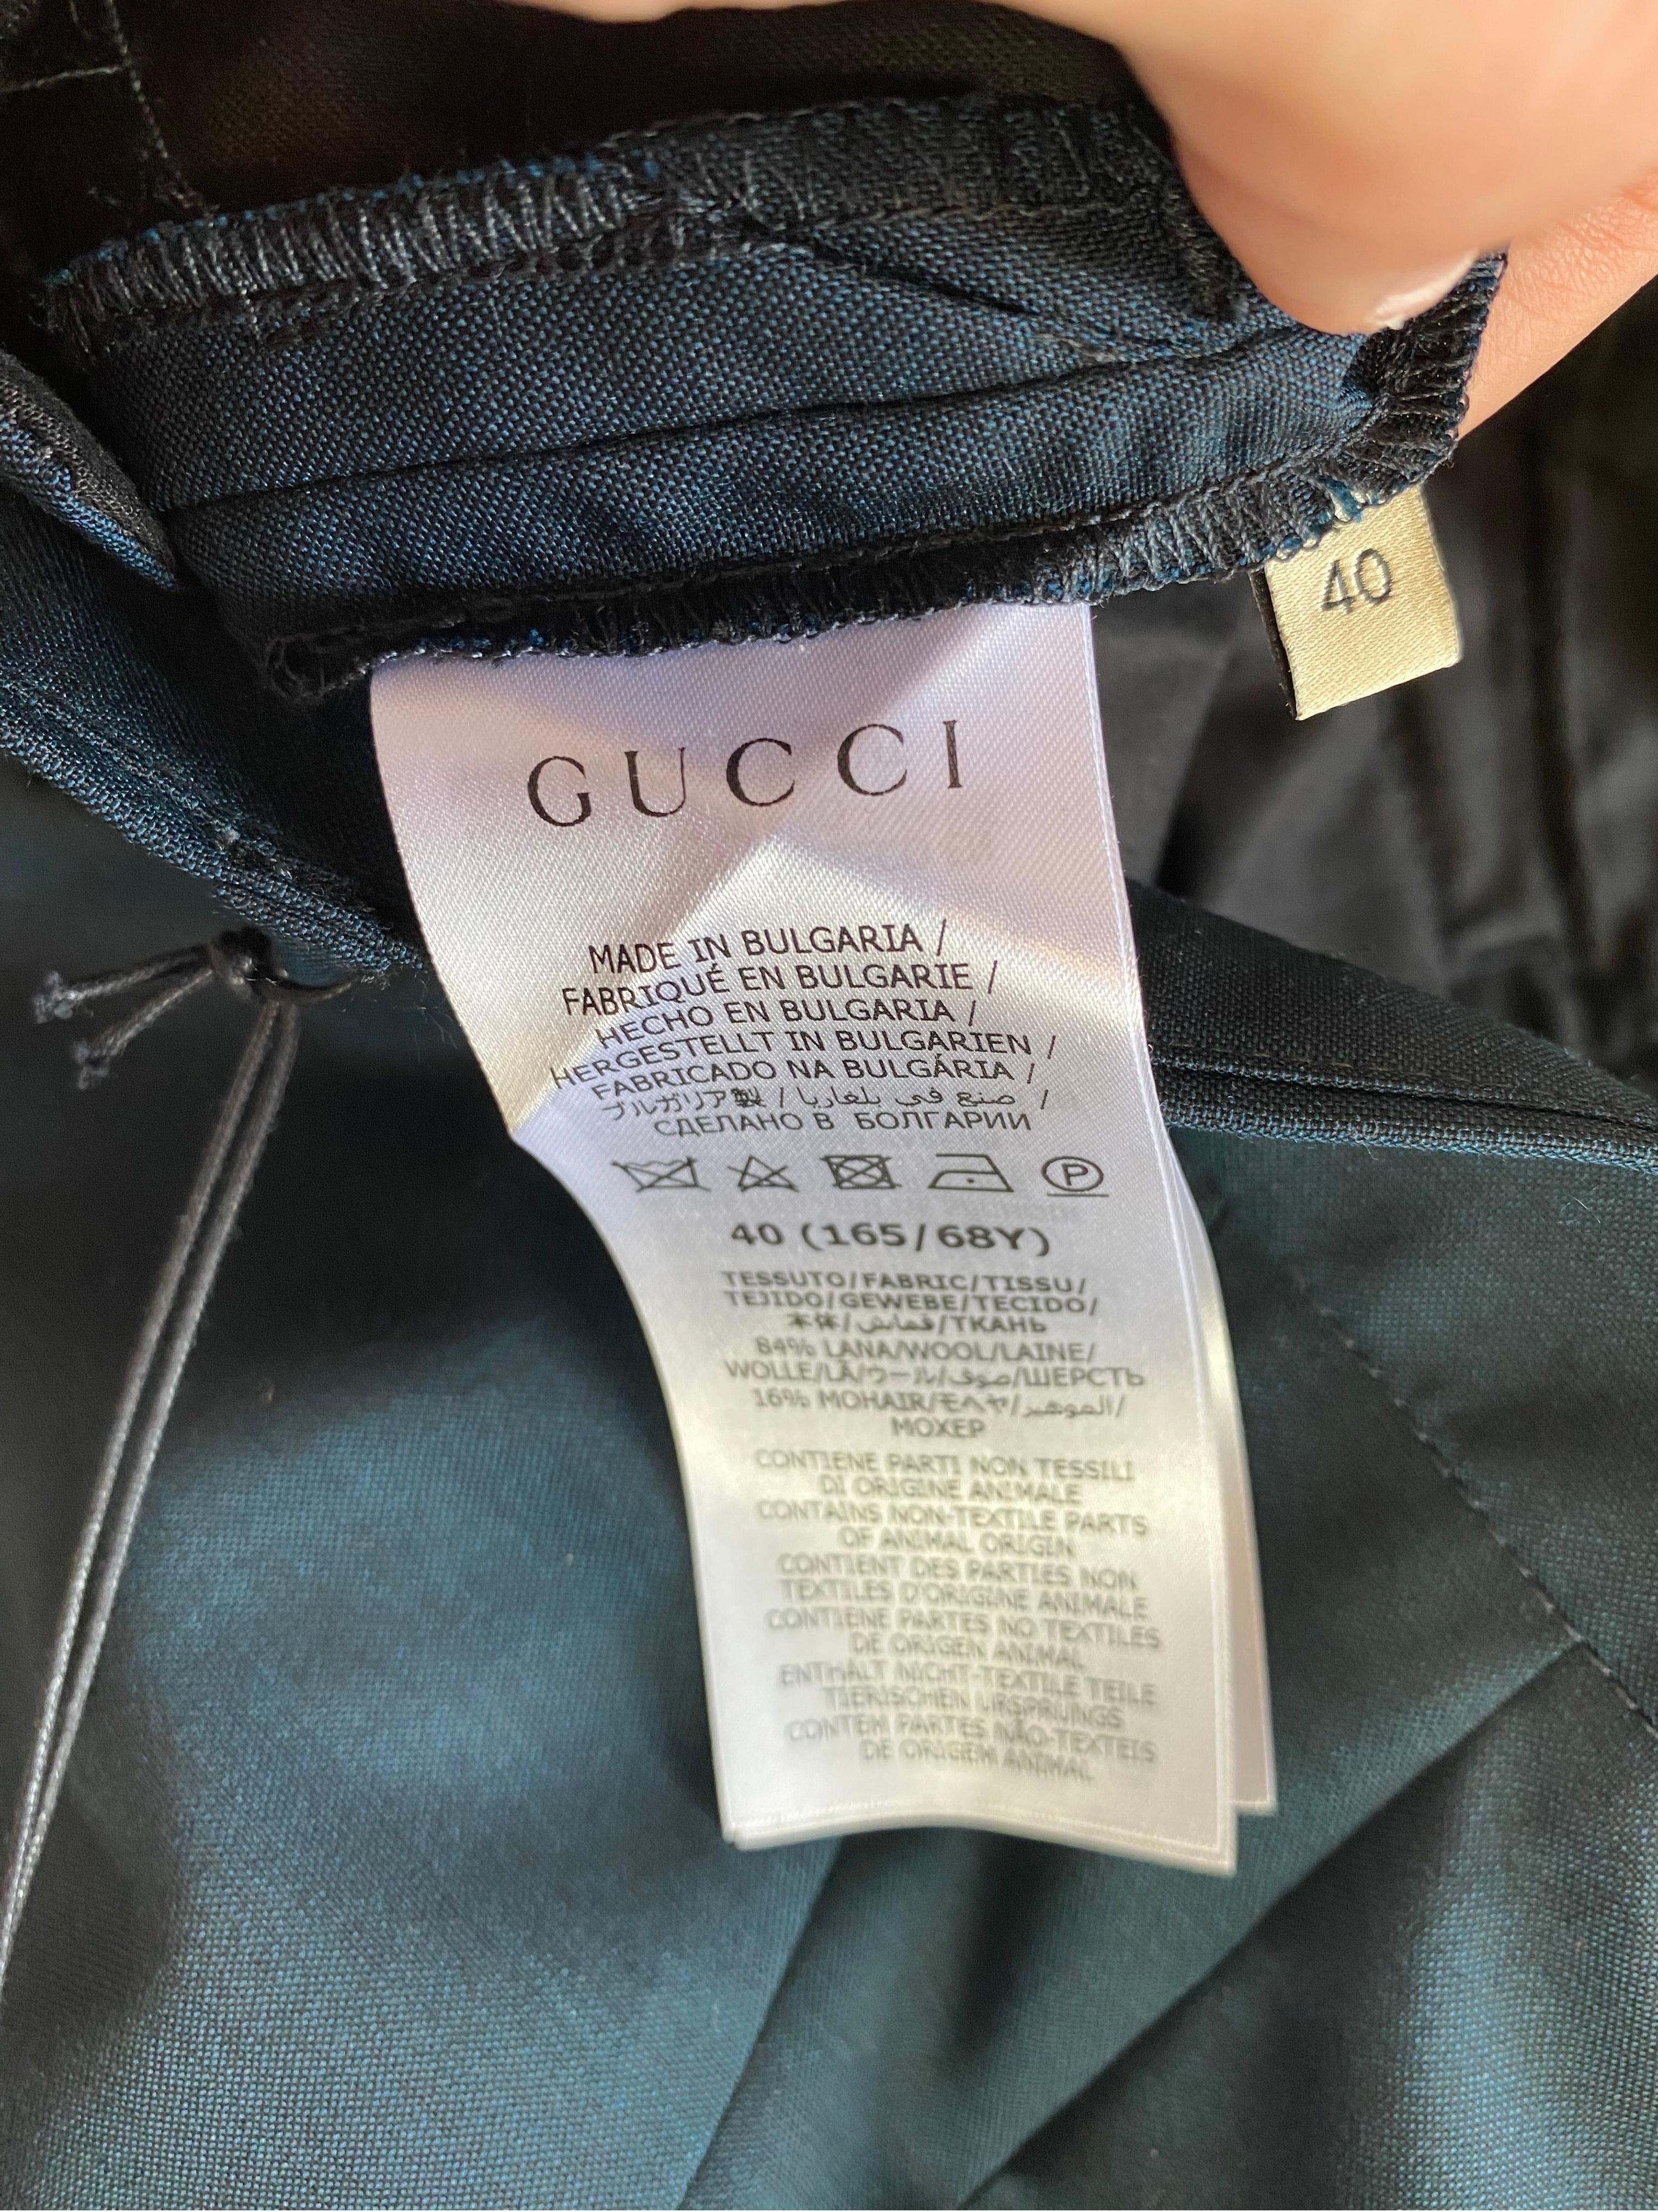 40
GUCCI
MADE IN BULGARIA /
FABRIQUÉ EN BULGARIE /
HECHO EN BULGARIA /
HERGESTELLT IN BULGARIEN /
FABRICADO NA BULGÁRIA /
ブルガリア製 / صنع في بلغاريا /
СДЕЛАНО В БОЛГАРИИ
P
40 (165/68Y)
TESSUTO/FABRIC/TISSU/
TEJIDO/GEWEBE/TECIDO/
本体/قماش/ТКАНЬ
84% LANA/WOOL/LAINE/
WOLLE/LÃ/ウール/صوف/ШЕРСТЬ
16% MOHAIR/モヘヤ/الموهير/
МОХЕР
CONTIENE PARTI NON TESSILI
DI ORIGINE ANIMALE
CONTAINS NON-TEXTILE PARTS
OF ANIMAL ORIGIN
CONTIENT DES PARTIES NON
TEXTILES D'ORIGINE ANIMALE
CONTIENE PARTES NO TEXTILES
DE ORIGEN ANIMAL
ENTHÄLT NICHT-TEXTILE TEILE
TIERISCHEN URSPRUNGS
CONTEM PARTES NÃO-TEXTEIS
DE ORIGEM ANIMAL